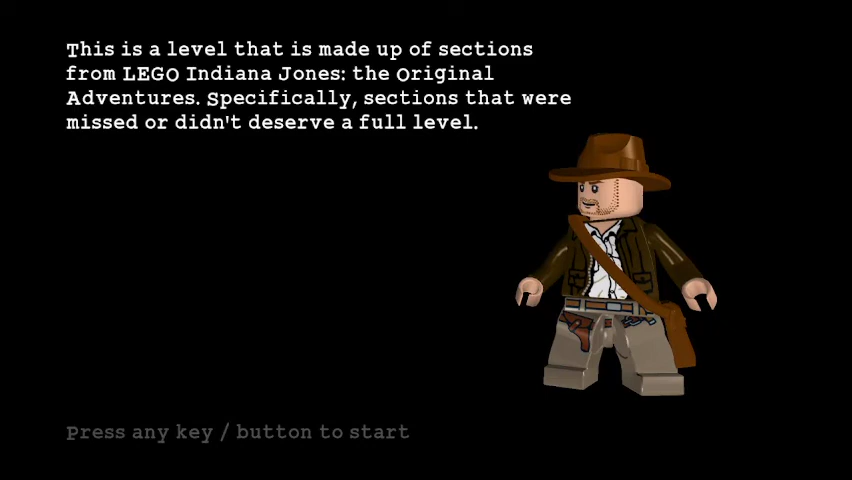 This is a level that is made up of sections
from LEGO Indiana Jones: the Original
Adventures. Specifically, sections that were
missed or didn't deserve a full level.
Press any key / button to start